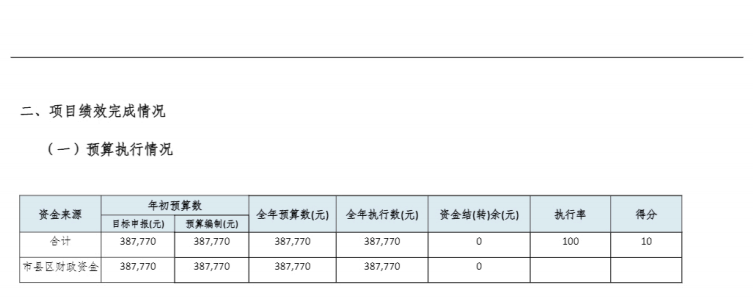 二、项目绩效完成情况
（一）预算执行情况
资金来源 年初预算数 全年预算数(元) 全年执行数(元) 资金结(转)余(元) 执行率 得分
目标申报(元) 预算编制(元)
合计 387,770 387,770 387,770 387,770 0 100 10
市县区财政资金 387,770 387,770 387,770 387,770 0